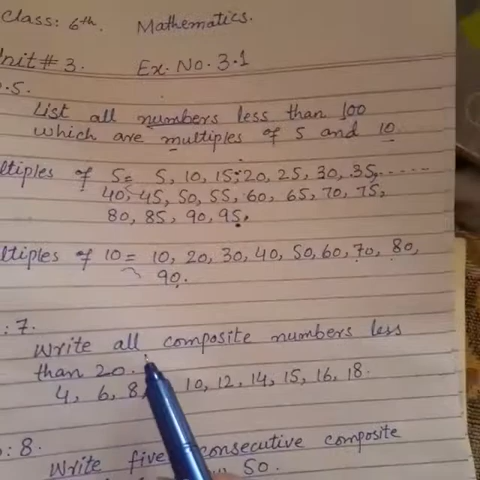 Class: 6th. Mathematics.
Unit # 3. Ex. No. 3.1
.5.
List all numbers less than 100
which are multiples of 5 and 10.
ltiples of 5 = 5, 10, 15, 20, 25, 30, 35,......
40, 45, 50, 55, 60, 65, 70, 75,
80, 85, 90, 95.
ltiples of 10 = 10, 20, 30, 40, 50, 60, 70, 80,
90.
:7.
Write all composite numbers less
than 20.
4, 6, 8, 10, 12, 14, 15, 16, 18.
:8.
Write five consecutive composite
50.